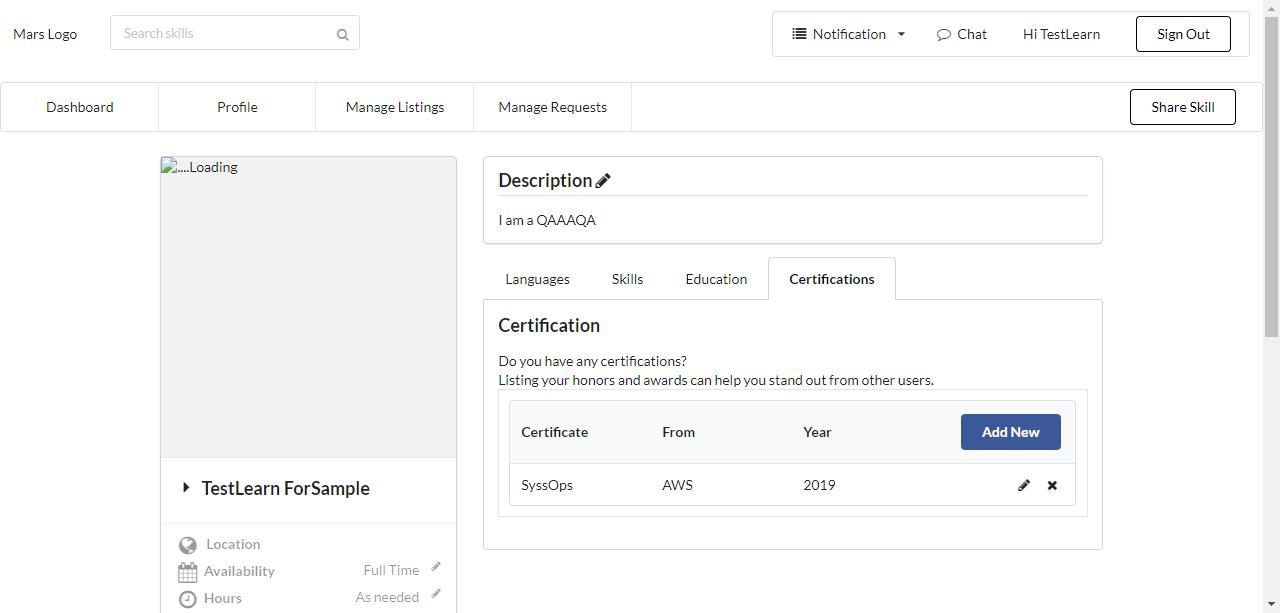 Mars Logo
Search skills
Notification
Chat
Hi TestLearn
Sign Out
Dashboard
Profile
Manage Listings
Manage Requests
Share Skill
....Loading
TestLearn ForSample
Location
Availability
Full Time
Hours
As needed
Description
I am a QAAAQA
Languages
Skills
Education
Certifications
Certification
Do you have any certifications?
Listing your honors and awards can help you stand out from other users.
Certificate From Year Add New
SyssOps AWS 2019